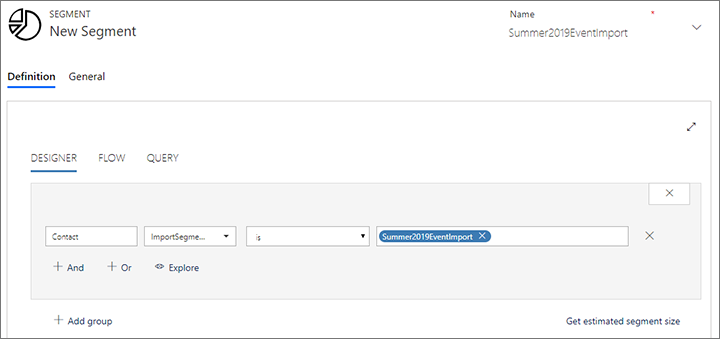 SEGMENT
New Segment
Name *
Summer2019EventImport
Definition General
DESIGNER FLOW QUERY
Contact ImportSegme... is Summer2019EventImport
And Or Explore
Add group Get estimated segment size